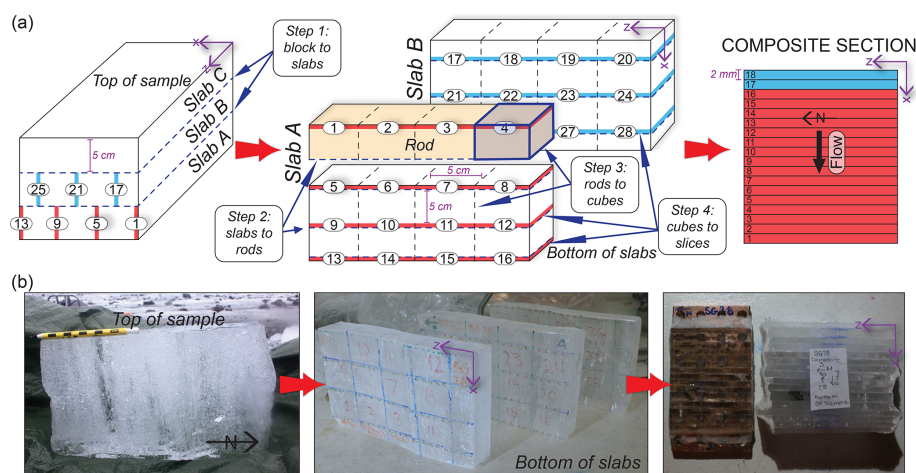 (a)
x
z
Top of sample
Step 1:
block to
slabs
Slab C
Slab B
Slab A
5 cm
25
21
17
13
9
5
1
Step 2:
slabs to
rods
Slab A
1
2
3
4
Rod
5 cm
5
6
7
8
5 cm
9
10
11
12
13
14
15
16
Bottom of slabs
Slab B
z
x
17
18
19
20
21
22
23
24
27
28
Step 3:
rods to
cubes
Step 4:
cubes to
slices
COMPOSITE SECTION
z
x
2 mm
18
17
16
15
14
13
12
11
10
9
8
7
6
5
4
3
2
1
N
Flow
(b)
Top of sample
N
z
x
A
Bottom of slabs
z
x